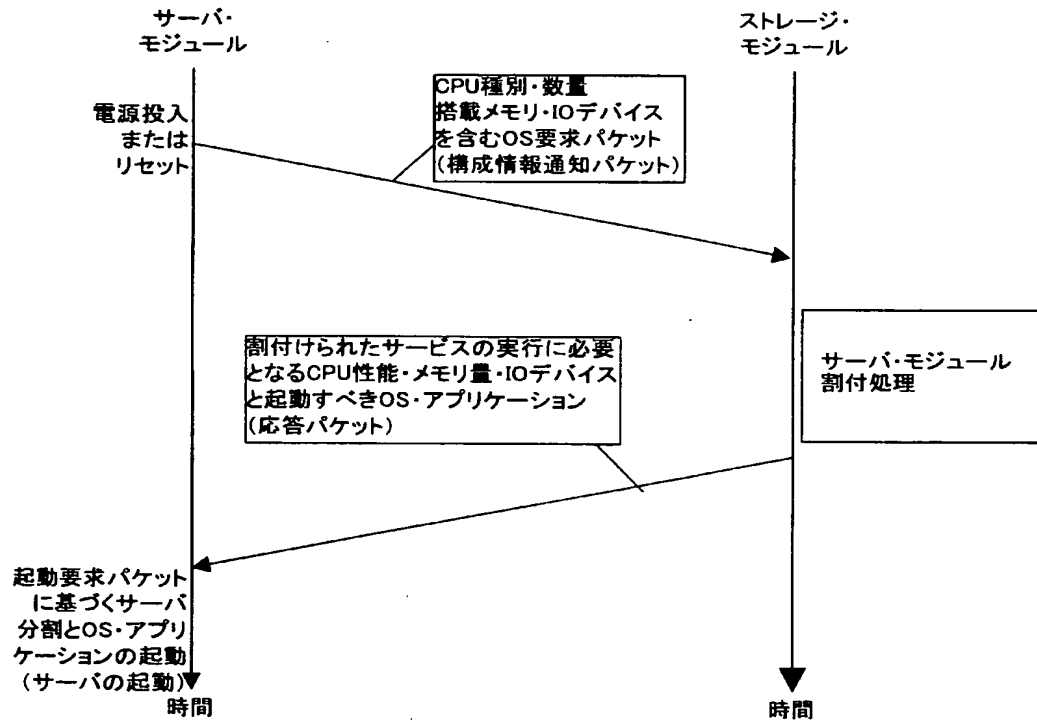 サーバ・
モジュール
ストレージ・
モジュール
電源投入
または
リセット
CPU種別・数量
搭載メモリ・IOデバイス
を含むOS要求パケット
(構成情報通知パケット)
割付けられたサービスの実行に必要
となるCPU性能・メモリ量・IOデバイス
と起動すべきOS・アプリケーション
(応答パケット)
サーバ・モジュール
割付処理
起動要求パケット
に基づくサーバ
分割とOS・アプリ
ケーションの起動
(サーバの起動)
時間
時間